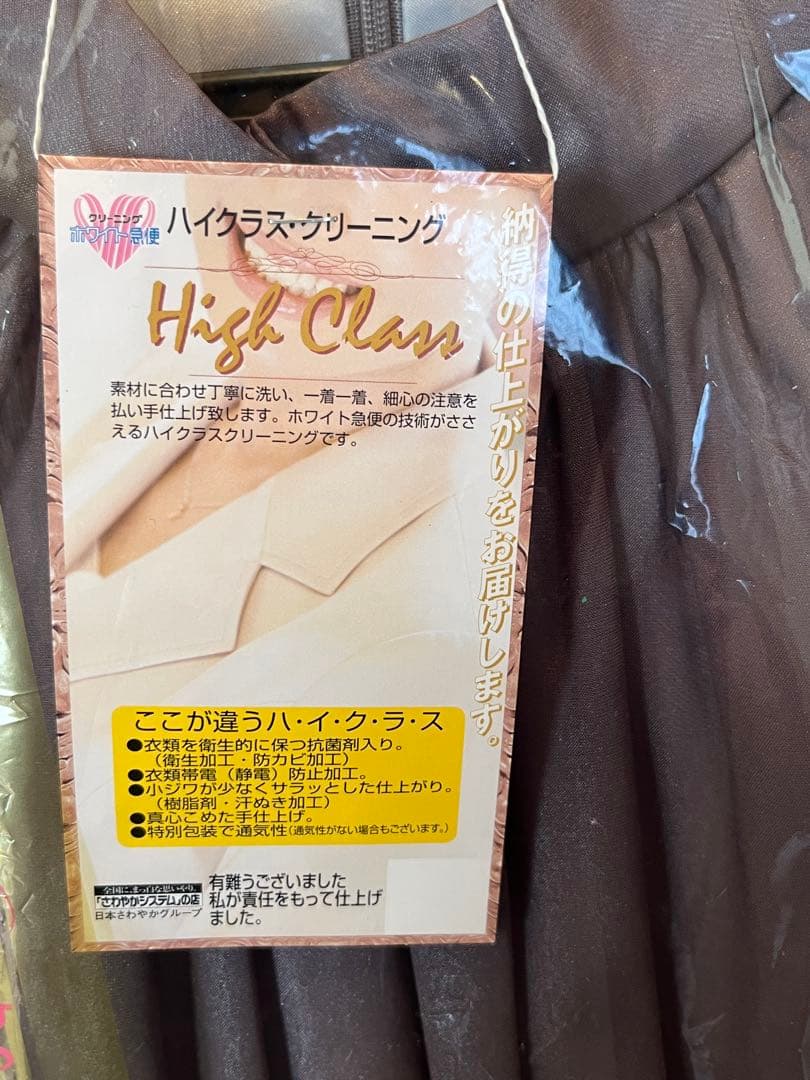 クリーニング
ホワイト急便
ハイクラス・クリーニング
High Class
素材に合わせ丁寧に洗い、一着一着、細心の注意を
払い手仕上げ致します。ホワイト急便の技術がささ
えるハイクラスクリーニングです。
納得の仕上がりをお届けします。
ここが違うハ・イ・ク・ラ・ス
●衣類を衛生的に保つ抗菌剤入り。
（衛生加工・防カビ加工）
●衣類帯電（静電）防止加工。
●小ジワが少なくサラッとした仕上がり。
（樹脂剤・汗ぬき加工）
●真心こめた手仕上げ。
●特別包装で通気性（通気性がない場合もございます。）
全国に、まっ白な思いやり。
「さわやかシステム」の店
日本さわやかグループ
有難うございました
私が責任をもって仕上げ
ました。